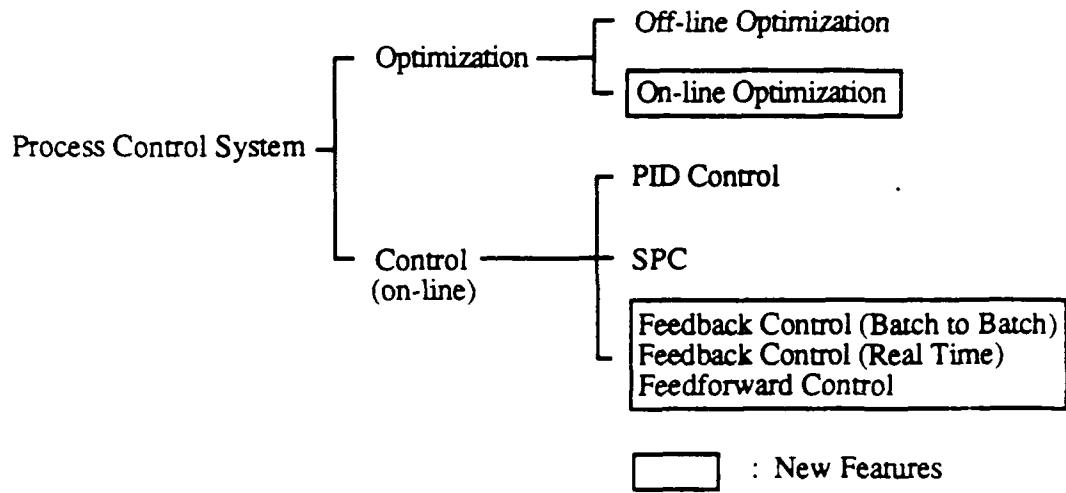 Off-line Optimization
Optimization
On-line Optimization
Process Control System
PID Control
Control
(on-line)
SPC
Feedback Control (Batch to Batch)
Feedback Control (Real Time)
Feedforward Control
: New Features